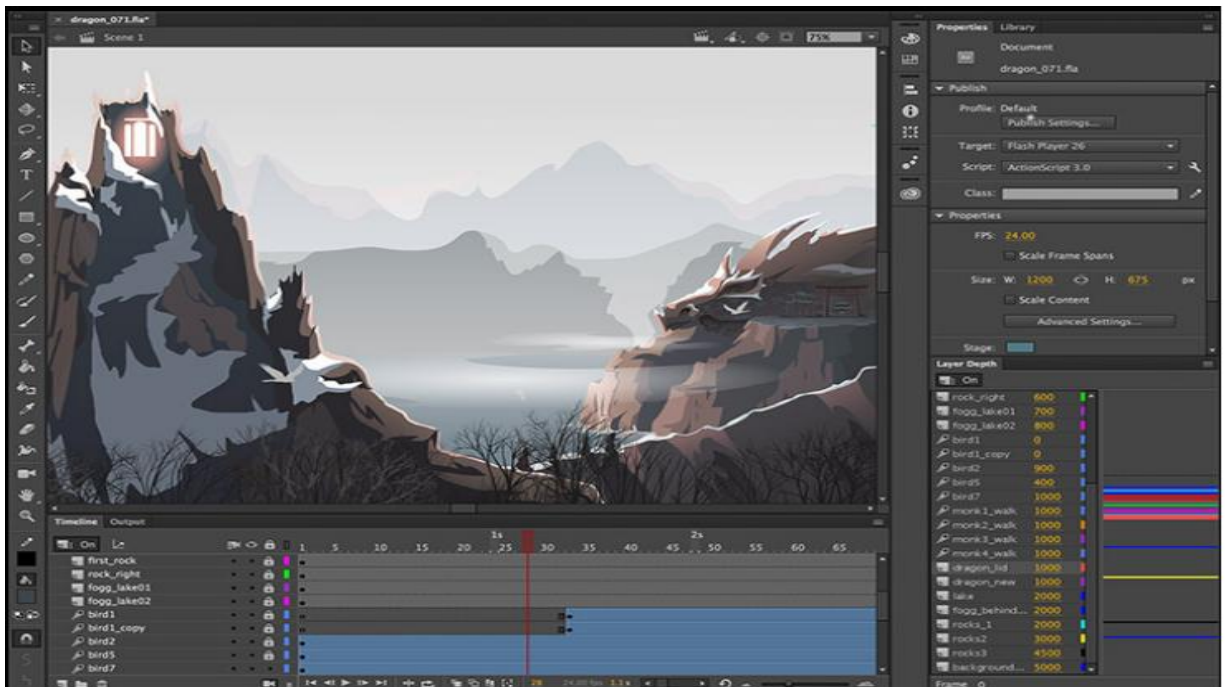 dragon_071.fla*
Scene 1
75%
Properties Library
Document
dragon_071.fla
Publish
Profile: Default
Publish Settings...
Target: Flash Player 26
Script: ActionScript 3.0
Class:
Properties
FPS: 24.00
Scale Frame Spans
Size: W: 1200 H: 675 px
Scale Content
Advanced Settings...
Stage:
Layer Depth
On
rock_right 600
fogg_lake01 700
fogg_lake02 800
bird1 0
bird1_copy 0
bird2 900
bird5 400
bird7 1000
monk1_walk 1000
monk2_walk 1000
monk3_walk 1000
monk4_walk 1000
dragon_lid 1000
dragon_new 1000
lake 2000
fogg_behind... 2000
rocks_1 2000
rocks2 3000
rocks3 4500
background... 5000
Frame 0
Timeline Output
On
1s 2s
1 5 10 15 20 25 30 35 40 45 50 55 60 65
first_rock
rock_right
fogg_lake01
fogg_lake02
bird1
bird1_copy
bird2
bird5
bird7
28 24.00 fps 1.1 s
T